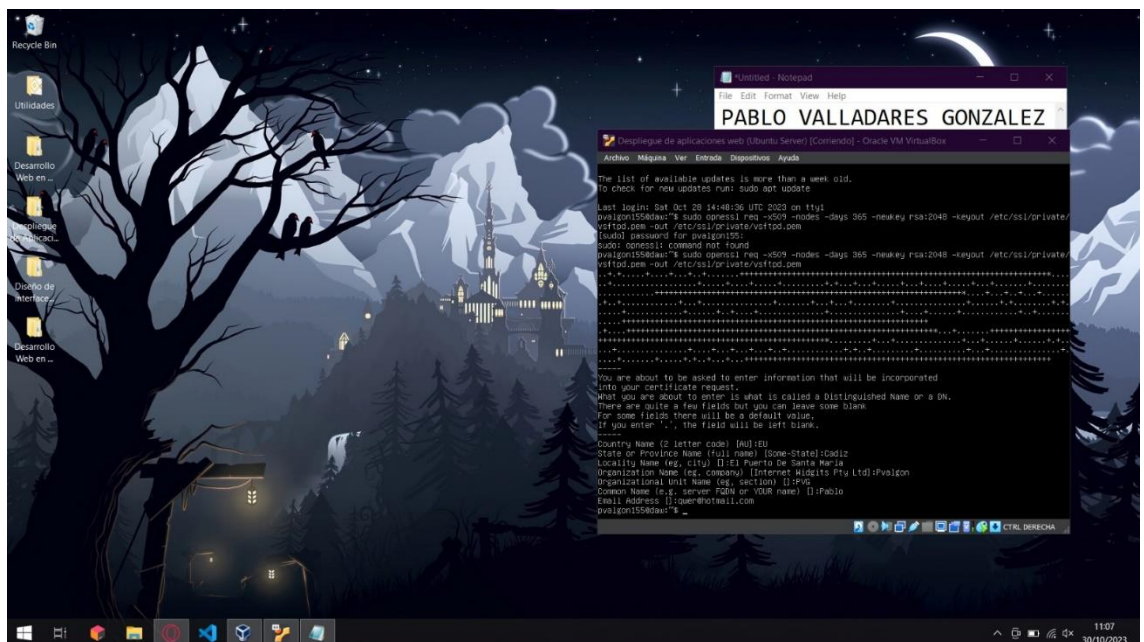 Recycle Bin
Utilidades
Desarrollo
Web en ...
Despliegue
de Aplicaci...
Diseño de
interface...
Desarrollo
Web en ...
*Untitled - Notepad
File Edit Format View Help
PABLO VALLADARES GONZALEZ
Despliegue de aplicaciones web (Ubuntu Server) [Corriendo] - Oracle VM VirtualBox
Archivo Máquina Ver Entrada Dispositivos Ayuda
The list of available updates is more than a week old.
To check for new updates run: sudo apt update
Last login: Sat Oct 28 14:48:36 UTC 2023 on tty1
pvalgon155@daw:~$ sudo opnessl req -x509 -nodes -days 365 -newkey rsa:2048 -keyout /etc/ssl/private/
vsftpd.pem -out /etc/ssl/private/vsftpd.pem
[sudo] password for pvalgon155:
sudo: opnessl: command not found
pvalgon155@daw:~$ sudo openssl req -x509 -nodes -days 365 -newkey rsa:2048 -keyout /etc/ssl/private/
vsftpd.pem -out /etc/ssl/private/vsftpd.pem
-----
You are about to be asked to enter information that will be incorporated
into your certificate request.
What you are about to enter is what is called a Distinguished Name or a DN.
There are quite a few fields but you can leave some blank
For some fields there will be a default value,
If you enter '.', the field will be left blank.
-----
Country Name (2 letter code) [AU]:EU
State or Province Name (full name) [Some-State]:Cadiz
Locality Name (eg, city) []:El Puerto De Santa Maria
Organization Name (eg, company) [Internet Widgits Pty Ltd]:Pvalgon
Organizational Unit Name (eg, section) []:PVG
Common Name (e.g. server FQDN or YOUR name) []:Pablo
Email Address []:qwer@hotmail.com
pvalgon155@daw:~$ _
CTRL DERECHA
11:07
30/10/2023